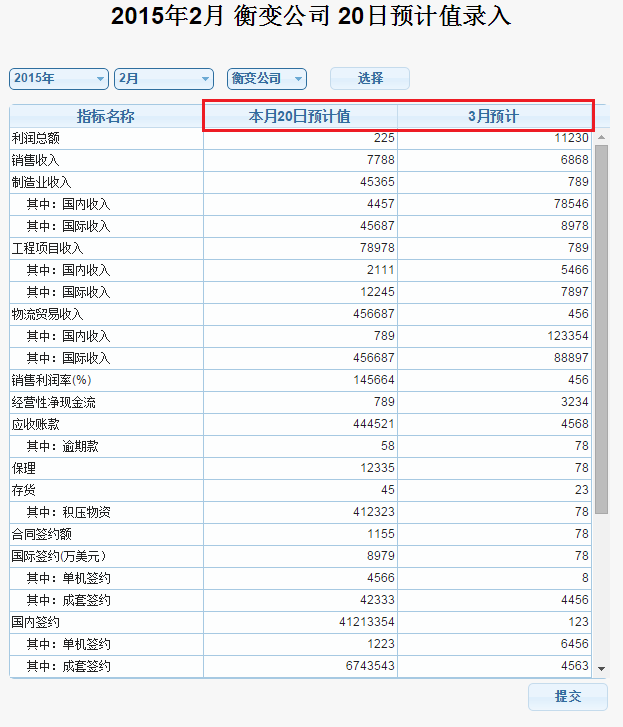 2015年2月 衡变公司 20日预计值录入
2015年 2月 衡变公司 选择
指标名称 本月20日预计值 3月预计
利润总额 225 11230
销售收入 7788 6868
制造业收入 45365 789
其中：国内收入 4457 78546
其中：国际收入 45687 8978
工程项目收入 78978 789
其中：国内收入 2111 5466
其中：国际收入 12245 7897
物流贸易收入 456687 456
其中：国内收入 789 123354
其中：国际收入 456687 88897
销售利润率(%) 145664 456
经营性净现金流 789 3234
应收账款 444521 4568
其中：逾期款 58 78
保理 12335 78
存货 45 23
其中：积压物资 412323 78
合同签约额 1155 78
国际签约(万美元） 8979 78
其中：单机签约 4566 8
其中：成套签约 42333 4456
国内签约 41213354 123
其中：单机签约 1223 6456
其中：成套签约 6743543 4563
提交